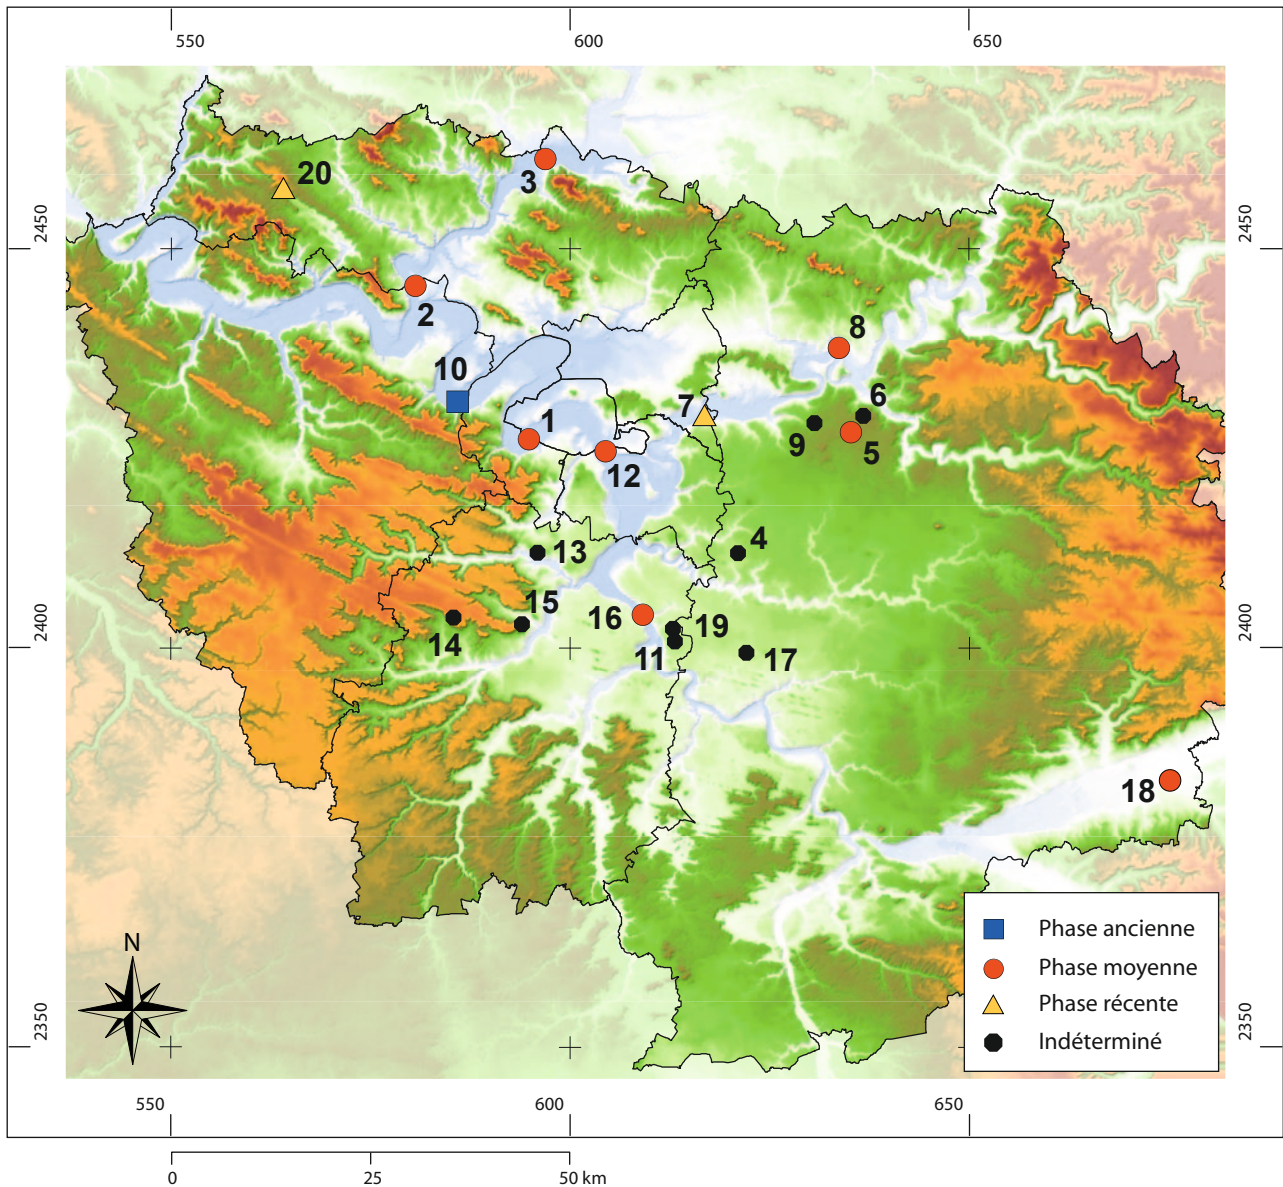 550 600 650
2450 2450
20
3
2
8
10
7 6
1
9 5
12
13 4
15
14 16 19
11 17
2400 2400
18
N
Phase ancienne
Phase moyenne
Phase récente
Indéterminé
2350 2350
550 600 650
0 25 50 km